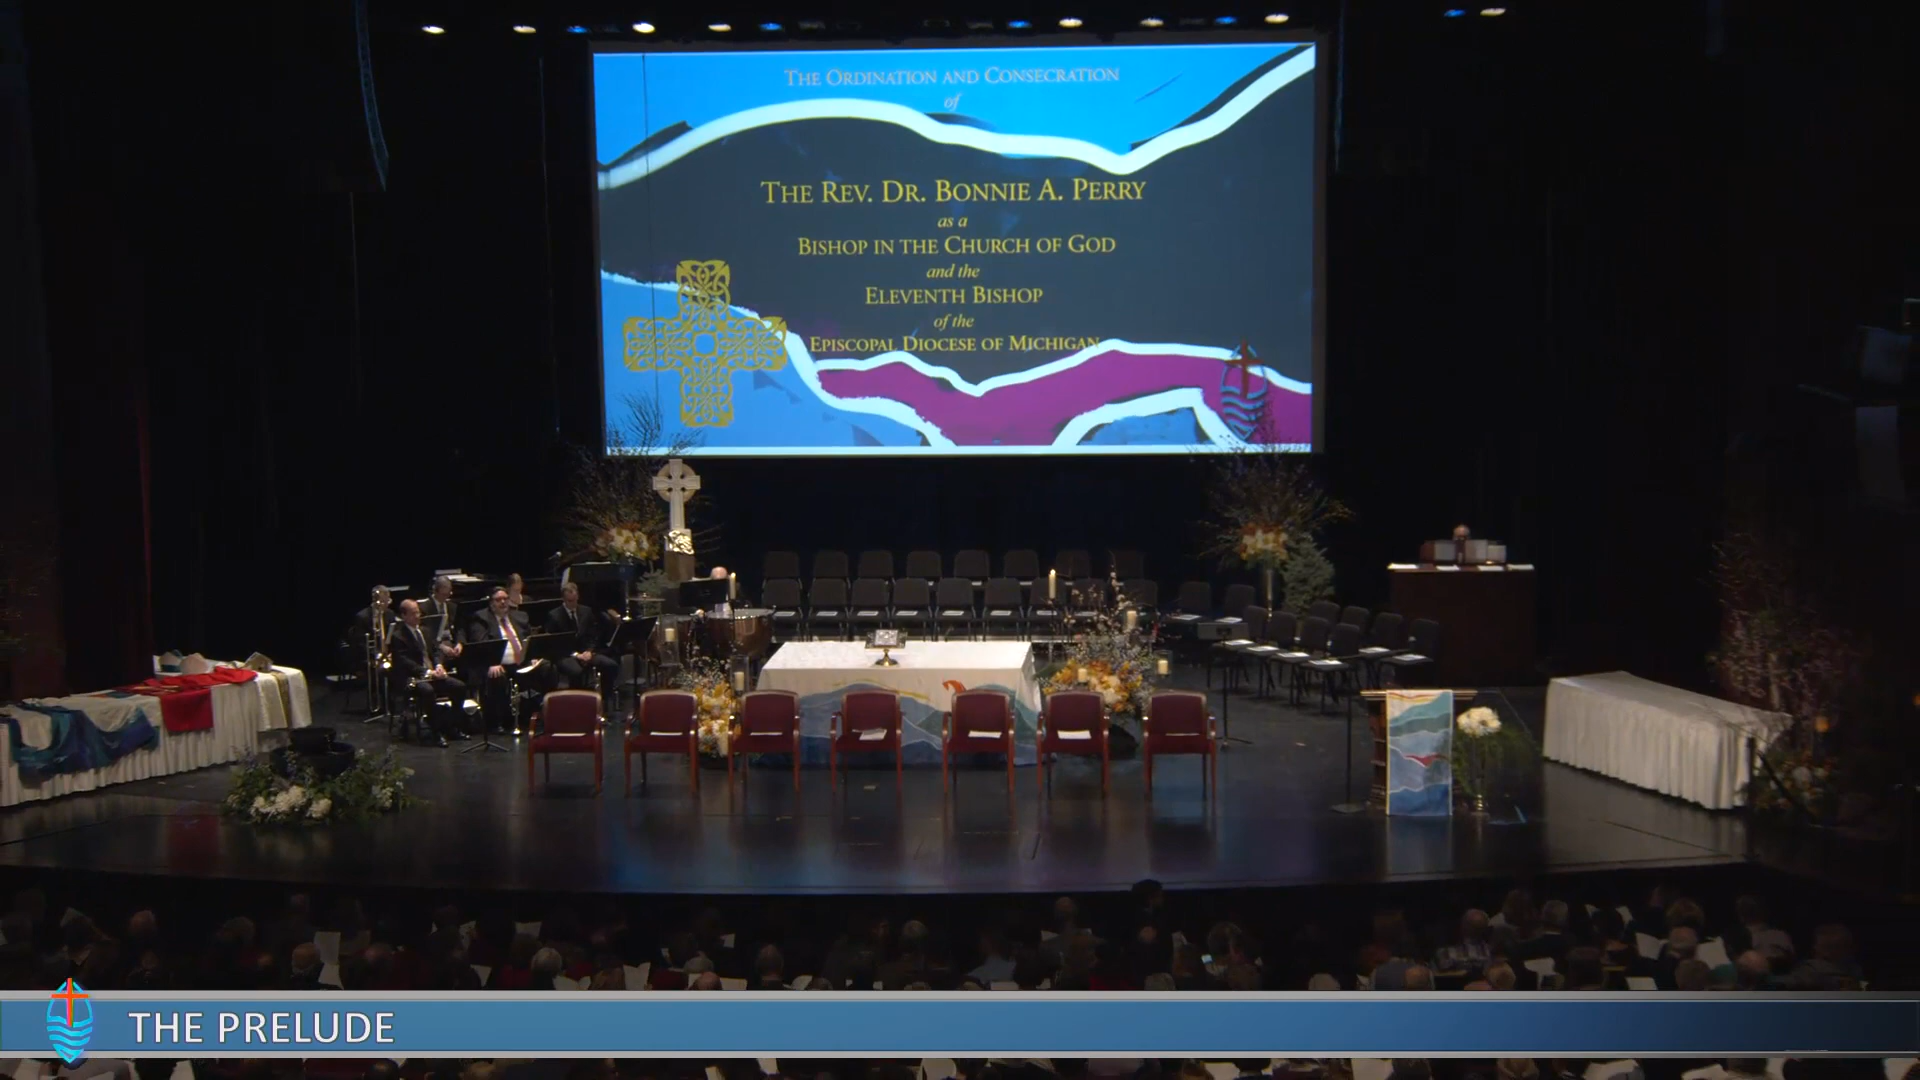 THE ORDINATION AND CONSECRATION
of
THE REV. DR. BONNIE A. PERRY
as a
BISHOP IN THE CHURCH OF GOD
and the
ELEVENTH BISHOP
of the
EPISCOPAL DIOCESE OF MICHIGAN
THE PRELUDE